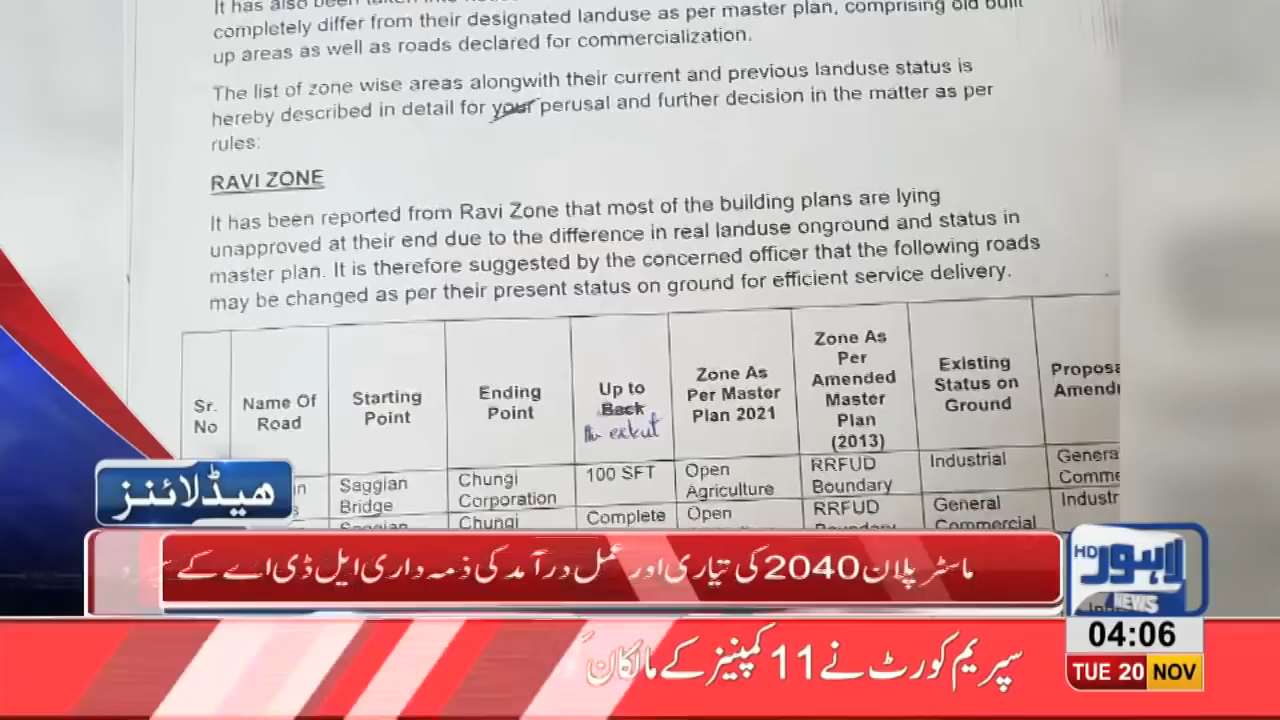 completely differ from their designated landuse as per master plan, comprising old built
up areas as well as roads declared for commercialization.
The list of zone wise areas alongwith their current and previous landuse status is
hereby described in detail for your perusal and further decision in the matter as per
rules:
RAVI ZONE
It has been reported from Ravi Zone that most of the building plans are lying
unapproved at their end due to the difference in real landuse onground and status in
master plan. It is therefore suggested by the concerned officer that the following roads
may be changed as per their present status on ground for efficient service delivery.
Sr. No
Name Of Road
Starting Point
Ending Point
Up to Back
Zone As Per Master Plan 2021
Zone As Per Amended Master Plan (2013)
Existing Status on Ground
Saggian Bridge
Chungi Corporation
100 SFT
Open Agriculture
RRFUD Boundary
Industrial
Saggian
Chungi
Complete
Open
RRFUD Boundary
General Commercial
ہیڈلائنز
ماسٹر پلان 2040 کی تیاری اور عمل درآمد کی ذمہ داری ایل ڈی اے کے
سپریم کورٹ نے 11 کمپنیز کے مالکان
HD
لاہور
NEWS
04:06
TUE 20 NOV